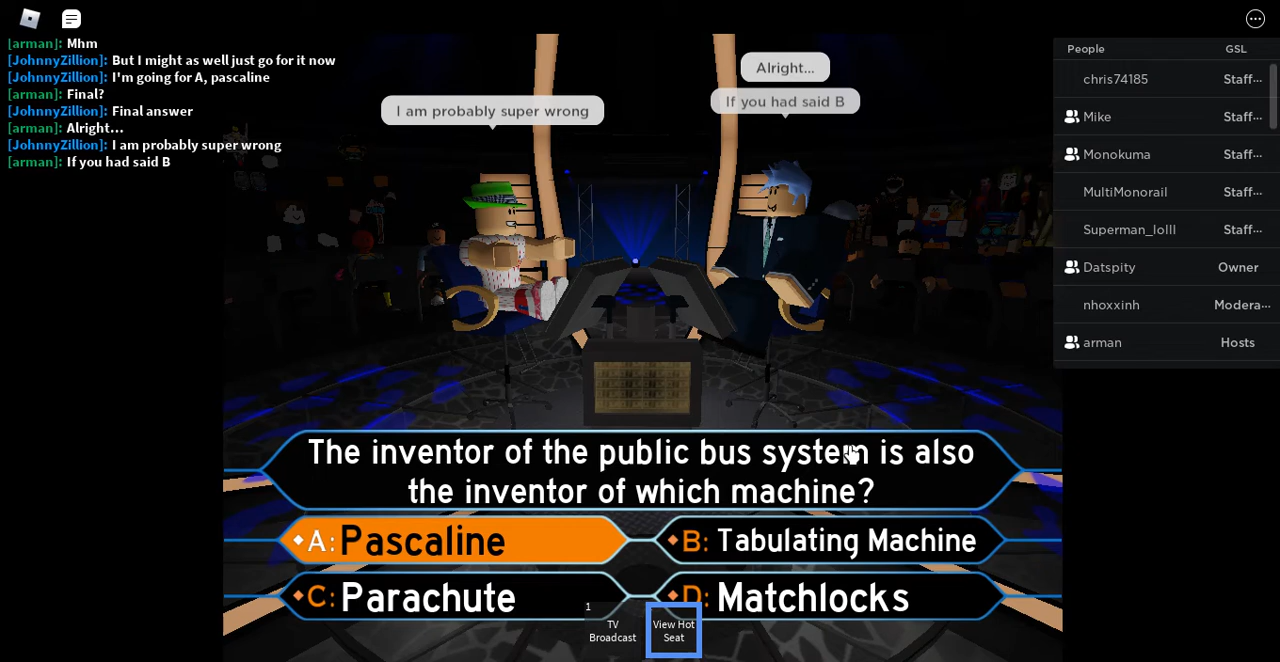 [arman]: Mhm
[JohnnyZillion]: But I might as well just go for it now
[JohnnyZillion]: I'm going for A, pascaline
[arman]: Final?
[JohnnyZillion]: Final answer
[arman]: Alright...
[JohnnyZillion]: I am probably super wrong
[arman]: If you had said B
I am probably super wrong
Alright...
If you had said B
People GSL
chris74185 Staff...
Mike Staff...
Monokuma Staff...
MultiMonorail Staff...
Superman_lolll Staff...
Datspity Owner
nhoxxinh Modera...
arman Hosts
The inventor of the public bus system is also
the inventor of which machine?
A: Pascaline
B: Tabulating Machine
C: Parachute
D: Matchlocks
1
TV
Broadcast
View Hot
Seat